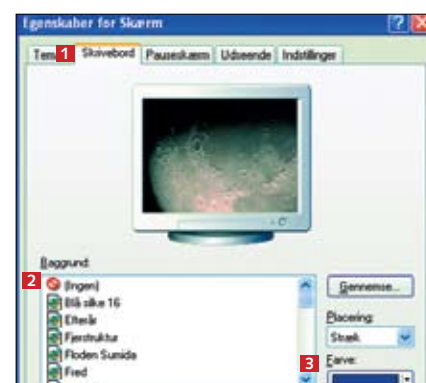 Egenskaber for Skærm
Tema
1 Skrivebord Pauseskærm Udseende Indstillinger
Baggrund:
2 (Ingen)
Blå silke 16
Efterår
Fjerstruktur
Floden Sumida
Fred
Gennemse...
Placering:
Stræk
3 Farve: